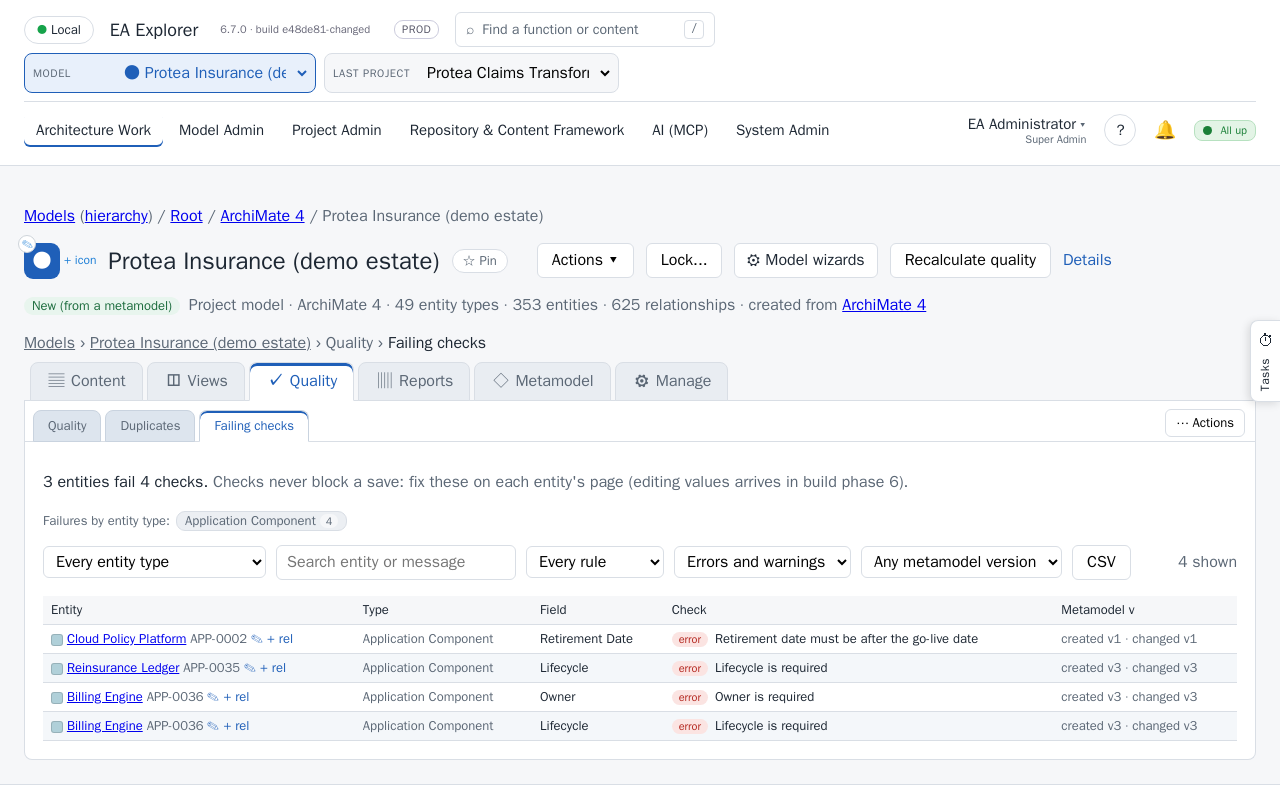 Local EA Explorer 6.7.0 · build e48de81-changed PROD Find a function or content /
MODEL Protea Insurance (de LAST PROJECT Protea Claims Transfor
Architecture Work Model Admin Project Admin Repository & Content Framework AI (MCP) System Admin EA Administrator ▾ ? All up
Super Admin
Models (hierarchy) / Root / ArchiMate 4 / Protea Insurance (demo estate)
+ icon Protea Insurance (demo estate) ☆ Pin Actions ▾ Lock... ⚙ Model wizards Recalculate quality Details
New (from a metamodel) Project model · ArchiMate 4 · 49 entity types · 353 entities · 625 relationships · created from ArchiMate 4
Models › Protea Insurance (demo estate) › Quality › Failing checks
Content Views ✓ Quality Reports Metamodel Manage
Tasks
Quality Duplicates Failing checks ··· Actions
3 entities fail 4 checks. Checks never block a save: fix these on each entity's page (editing values arrives in build phase 6).
Failures by entity type: Application Component 4
Every entity type Search entity or message Every rule Errors and warnings Any metamodel version CSV 4 shown
Entity Type Field Check Metamodel v
Cloud Policy Platform APP-0002 ✎ + rel Application Component Retirement Date error Retirement date must be after the go-live date created v1 · changed v1
Reinsurance Ledger APP-0035 ✎ + rel Application Component Lifecycle error Lifecycle is required created v3 · changed v3
Billing Engine APP-0036 ✎ + rel Application Component Owner error Owner is required created v3 · changed v3
Billing Engine APP-0036 ✎ + rel Application Component Lifecycle error Lifecycle is required created v3 · changed v3